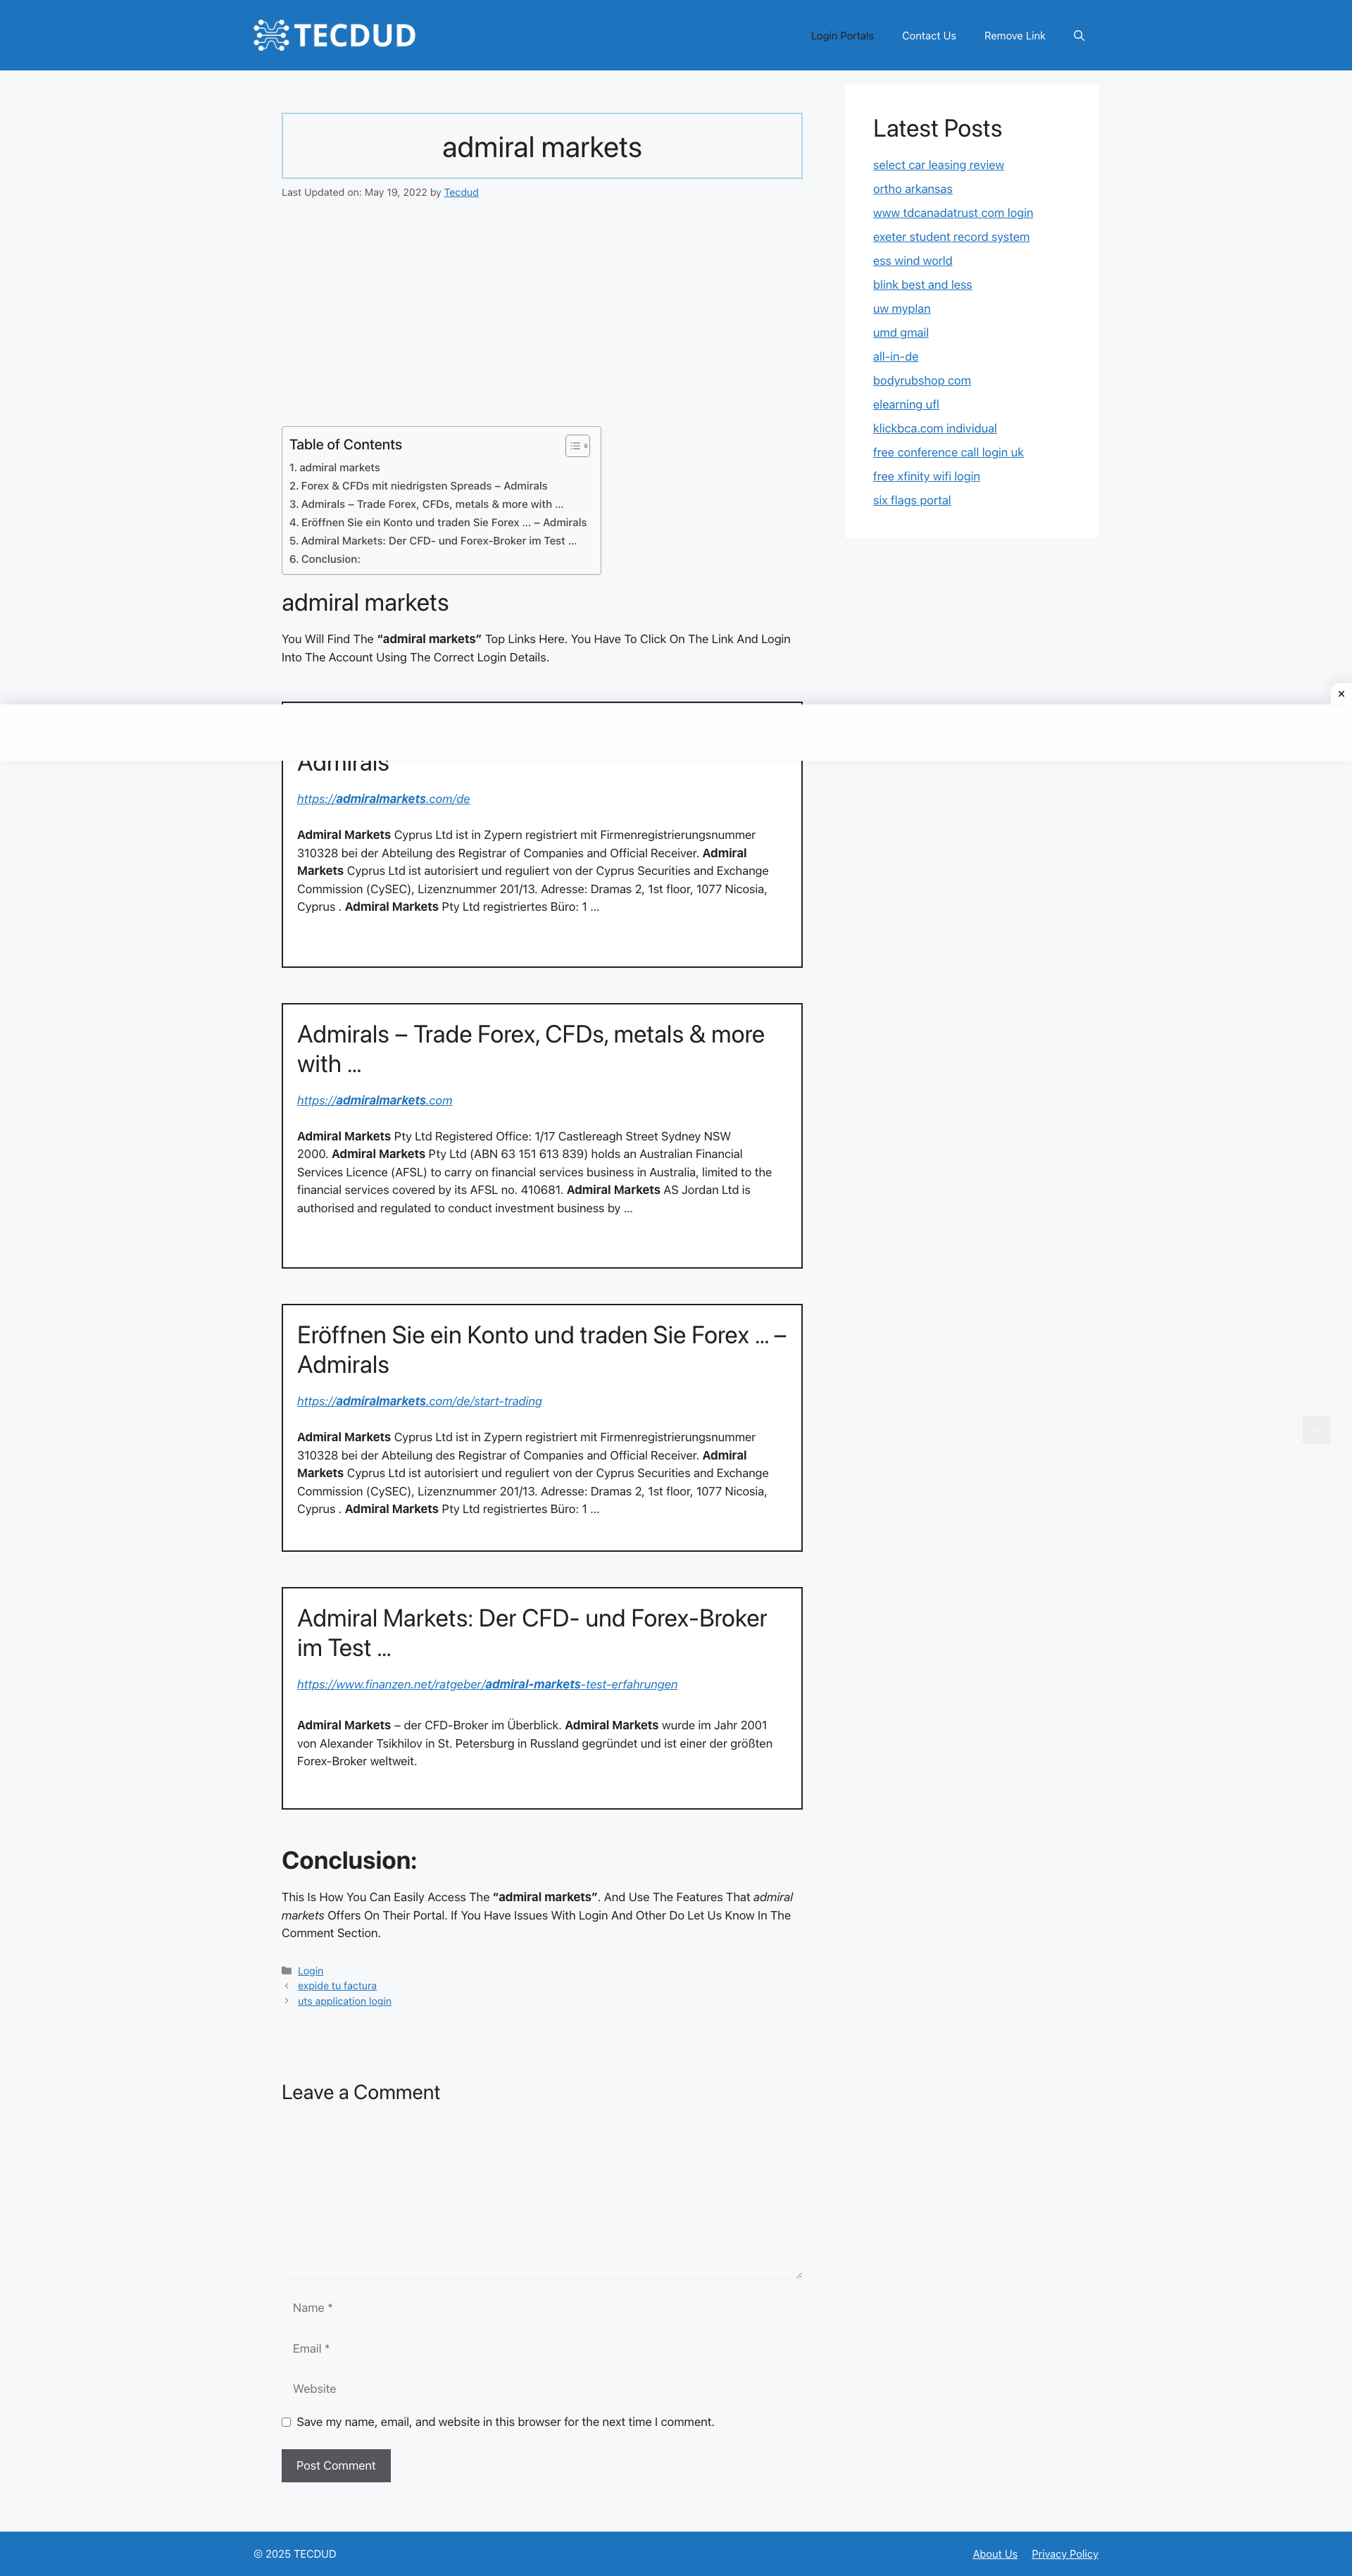 TECDUD
Login Portals
Contact Us
Remove Link
admiral markets
Last Updated on: May 19, 2022 by Tecdud
Table of Contents
1. admiral markets
2. Forex & CFDs mit niedrigsten Spreads – Admirals
3. Admirals – Trade Forex, CFDs, metals & more with ...
4. Eröffnen Sie ein Konto und traden Sie Forex ... – Admirals
5. Admiral Markets: Der CFD- und Forex-Broker im Test ...
6. Conclusion:
admiral markets
You Will Find The “admiral markets” Top Links Here. You Have To Click On The Link And Login
Into The Account Using The Correct Login Details.
Admirals
https://admiralmarkets.com/de
Admiral Markets Cyprus Ltd ist in Zypern registriert mit Firmenregistrierungsnummer
310328 bei der Abteilung des Registrar of Companies and Official Receiver. Admiral
Markets Cyprus Ltd ist autorisiert und reguliert von der Cyprus Securities and Exchange
Commission (CySEC), Lizenznummer 201/13. Adresse: Dramas 2, 1st floor, 1077 Nicosia,
Cyprus . Admiral Markets Pty Ltd registriertes Büro: 1 ...
Admirals – Trade Forex, CFDs, metals & more
with ...
https://admiralmarkets.com
Admiral Markets Pty Ltd Registered Office: 1/17 Castlereagh Street Sydney NSW
2000. Admiral Markets Pty Ltd (ABN 63 151 613 839) holds an Australian Financial
Services Licence (AFSL) to carry on financial services business in Australia, limited to the
financial services covered by its AFSL no. 410681. Admiral Markets AS Jordan Ltd is
authorised and regulated to conduct investment business by ...
Eröffnen Sie ein Konto und traden Sie Forex ... –
Admirals
https://admiralmarkets.com/de/start-trading
Admiral Markets Cyprus Ltd ist in Zypern registriert mit Firmenregistrierungsnummer
310328 bei der Abteilung des Registrar of Companies and Official Receiver. Admiral
Markets Cyprus Ltd ist autorisiert und reguliert von der Cyprus Securities and Exchange
Commission (CySEC), Lizenznummer 201/13. Adresse: Dramas 2, 1st floor, 1077 Nicosia,
Cyprus . Admiral Markets Pty Ltd registriertes Büro: 1 ...
Admiral Markets: Der CFD- und Forex-Broker
im Test ...
https://www.finanzen.net/ratgeber/admiral-markets-test-erfahrungen
Admiral Markets – der CFD-Broker im Überblick. Admiral Markets wurde im Jahr 2001
von Alexander Tsikhilov in St. Petersburg in Russland gegründet und ist einer der größten
Forex-Broker weltweit.
Conclusion:
This Is How You Can Easily Access The “admiral markets”. And Use The Features That admiral
markets Offers On Their Portal. If You Have Issues With Login And Other Do Let Us Know In The
Comment Section.
Login
expide tu factura
uts application login
Leave a Comment
Name *
Email *
Website
Save my name, email, and website in this browser for the next time I comment.
Post Comment
Latest Posts
select car leasing review
ortho arkansas
www tdcanadatrust com login
exeter student record system
ess wind world
blink best and less
uw myplan
umd gmail
all-in-de
bodyrubshop com
elearning ufl
klickbca.com individual
free conference call login uk
free xfinity wifi login
six flags portal
© 2025 TECDUD
About Us
Privacy Policy